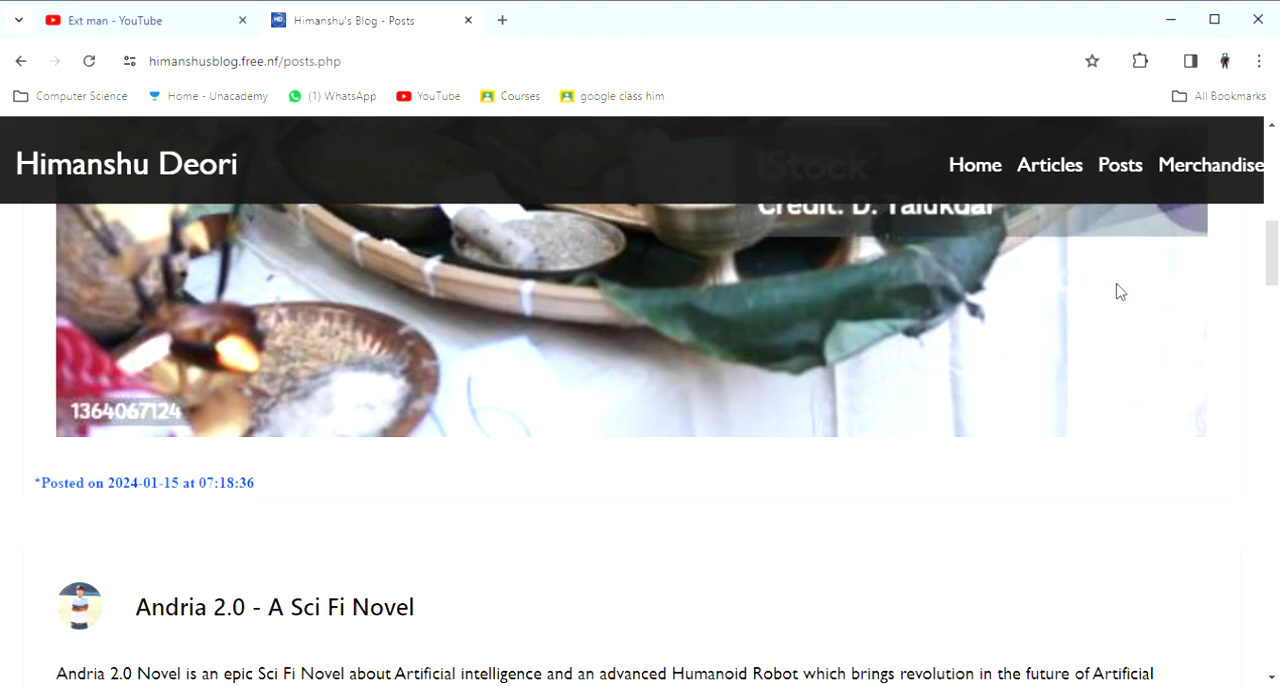 Ext man - YouTube
Himanshu's Blog - Posts
himanshusblog.free.nf/posts.php
Computer Science
Home - Unacademy
(1) WhatsApp
YouTube
Courses
google class him
All Bookmarks
Himanshu Deori
Home Articles Posts Merchandise
iStock
Credit: D. Talukdar
1364067124
*Posted on 2024-01-15 at 07:18:36
Andria 2.0 - A Sci Fi Novel
Andria 2.0 Novel is an epic Sci Fi Novel about Artificial intelligence and an advanced Humanoid Robot which brings revolution in the future of Artificial